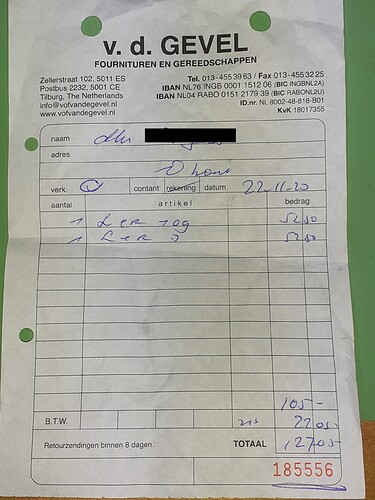 v. d. GEVEL
FOURNITUREN EN GEREEDSCHAPPEN
Zellerstraat 102, 5011 ES
Postbus 2232, 5001 CE
Tilburg, The Netherlands
info@vofvandegevel.nl
www.vofvandegevel.nl
Tel. 013-455 39 63 / Fax 013-455 32 25
IBAN NL76 INGB 0001 1512 06 (BIC INGBNL2A)
IBAN NL04 RABO 0151 2179 39 (BIC RABONL2U)
ID.nr. NL 8002-48-818-B01
KvK 18017355
naam dhr
adres
verk. contant rekening datum 22-11-20
aantal artikel bedrag
1 52,50
1 52,50
105-
B.T.W. 22,05
Retourzendingen binnen 8 dagen. TOTAAL 127,05
185556